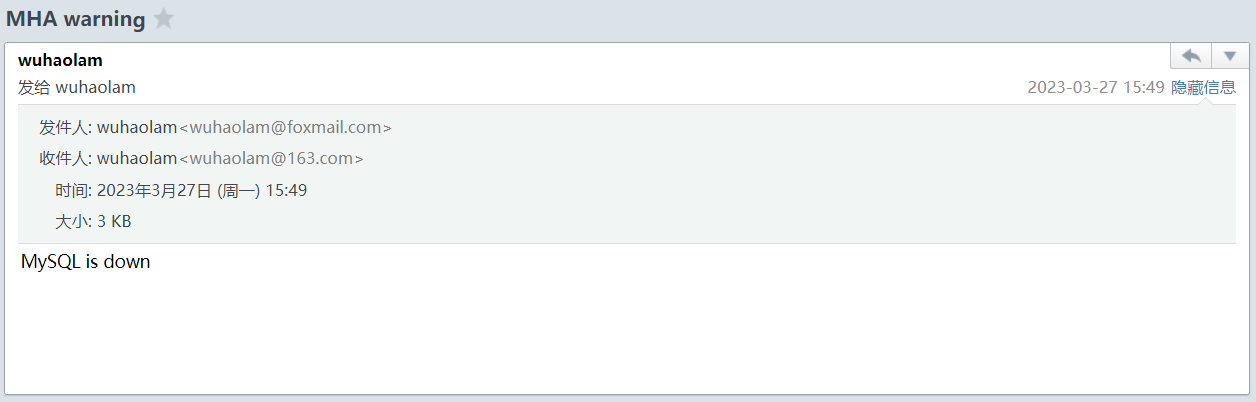 MHA warning
wuhaolam
发给 wuhaolam
2023-03-27 15:49 隐藏信息
发件人: wuhaolam<wuhaolam@foxmail.com>
收件人: wuhaolam<wuhaolam@163.com>
时间: 2023年3月27日 (周一) 15:49
大小: 3 KB
MySQL is down